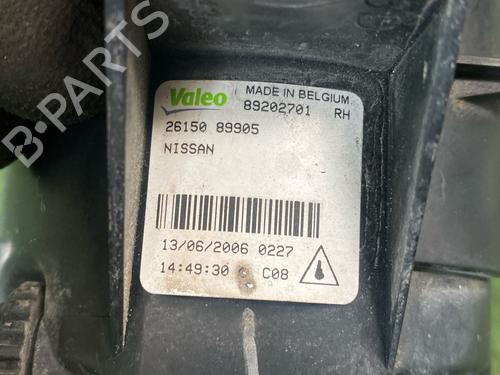 B-PARTS
Valeo MADE IN BELGIUM
89202701 RH
26150 89905
NISSAN
13/06/2006 0227
14:49:30 C08